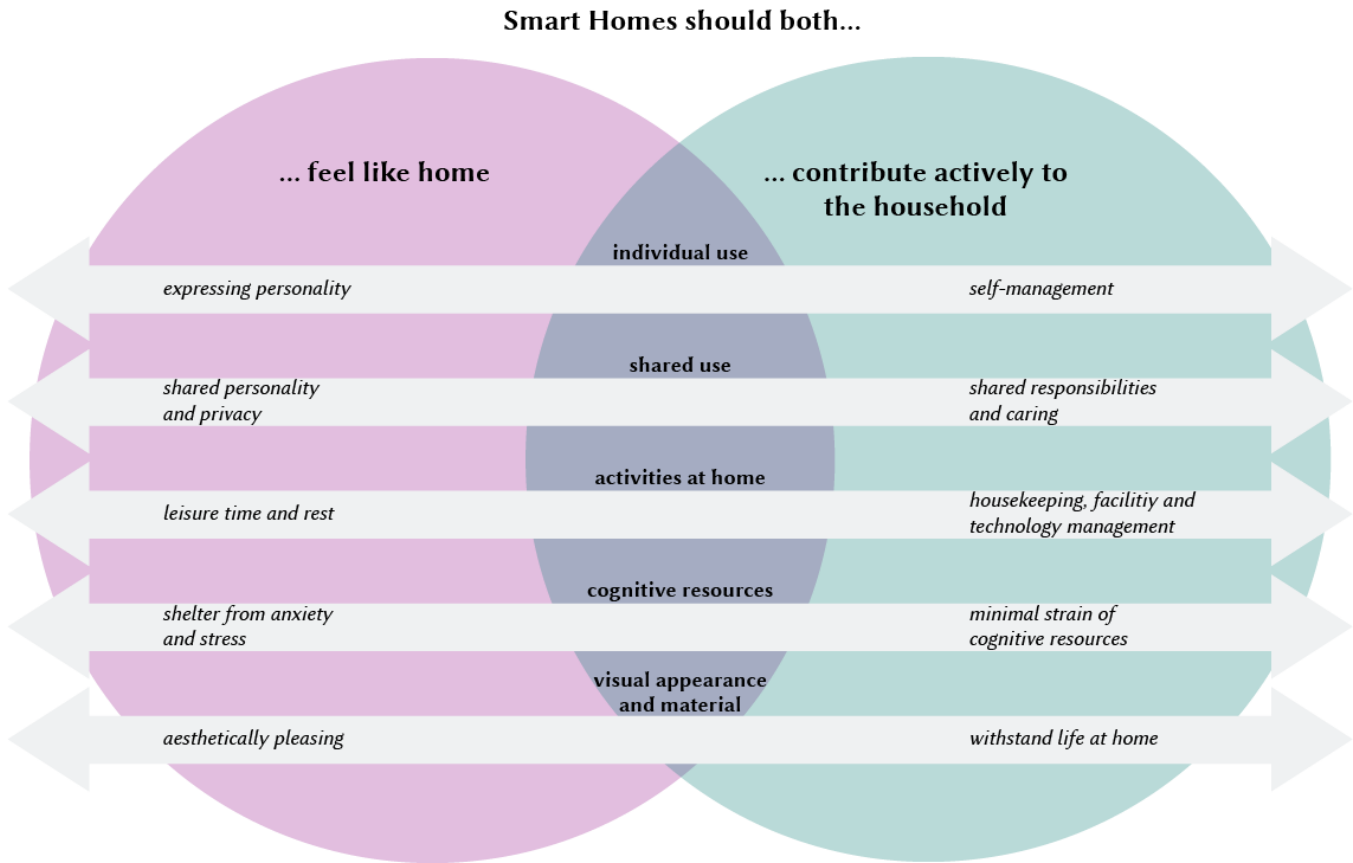 Smart Homes should both...
... feel like home
... contribute actively to
the household
individual use
expressing personality
self-management
shared use
shared personality
and privacy
shared responsibilities
and caring
activities at home
leisure time and rest
housekeeping, facilitiy and
technology management
cognitive resources
shelter from anxiety
and stress
minimal strain of
cognitive resources
visual appearance
and material
aesthetically pleasing
withstand life at home